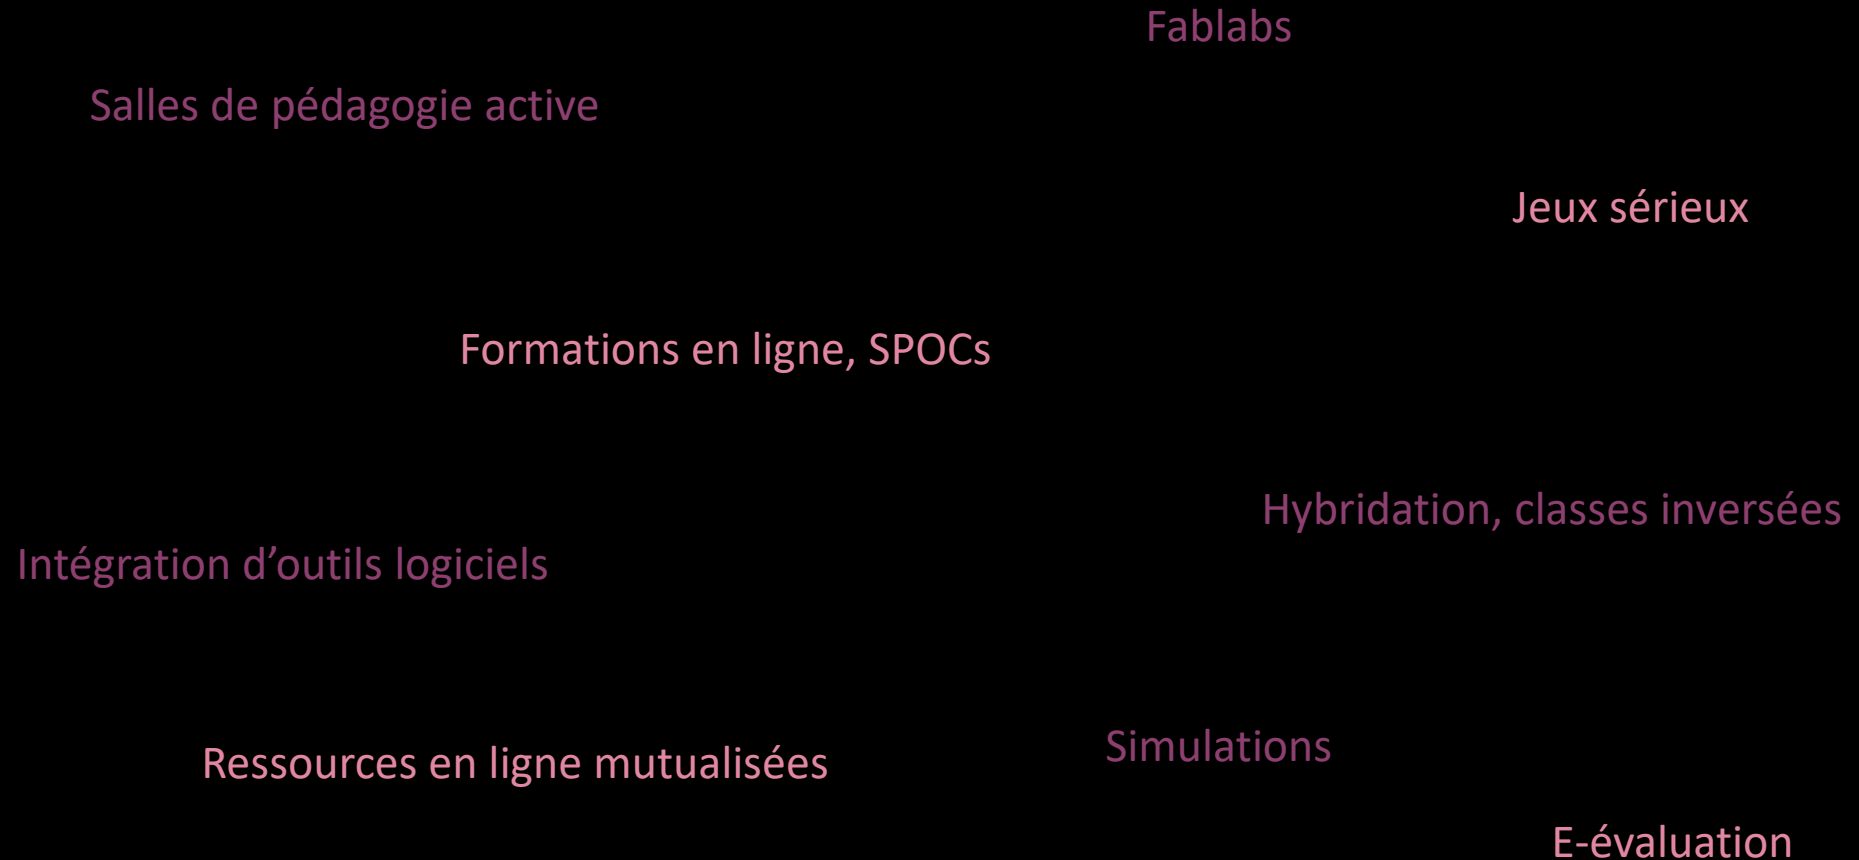 Fablabs
Salles de pédagogie active
Jeux sérieux
Formations en ligne, SPOCs
Hybridation, classes inversées
Intégration d’outils logiciels
Simulations
Ressources en ligne mutualisées
E-évaluation